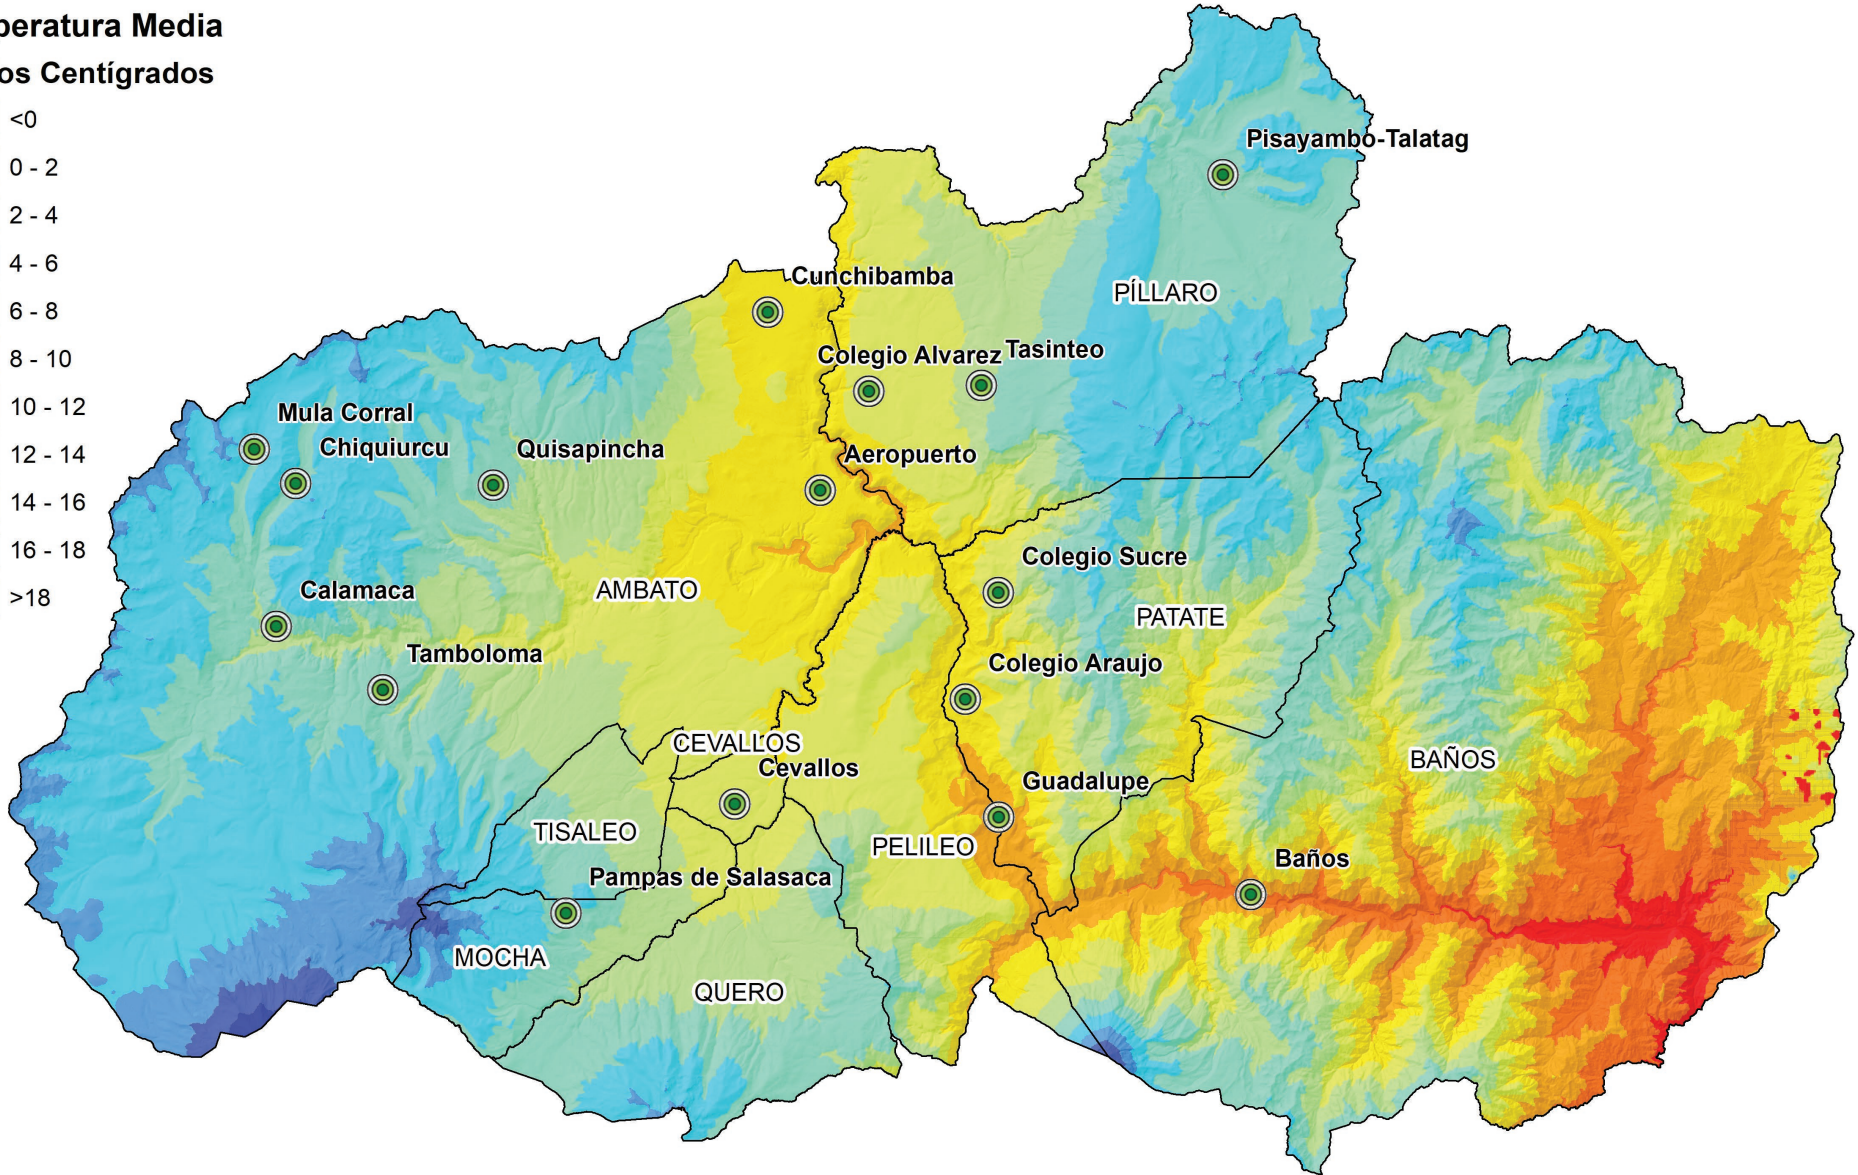 peratura Media
os Centígrados
<0
0 - 2
2 - 4
4 - 6
6 - 8
8 - 10
10 - 12
12 - 14
14 - 16
16 - 18
>18
Pisayambo-Talatag
Cunchibamba
PÍLLARO
Colegio Alvarez
Tasinteo
Mula Corral
Chiquiurcu
Quisapincha
Aeropuerto
Colegio Sucre
Calamaca
AMBATO
PATATE
Tamboloma
Colegio Araujo
CEVALLOS
Cevallos
BAÑOS
Guadalupe
TISALEO
PELILEO
Baños
Pampas de Salasaca
MOCHA
QUERO